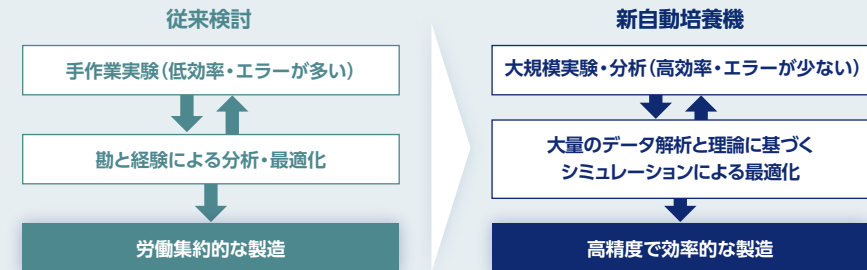 従来検討
手作業実験(低効率・エラーが多い)
勘と経験による分析・最適化
労働集約的な製造
新自動培養機
大規模実験・分析(高効率・エラーが少ない)
大量のデータ解析と理論に基づく
シミュレーションによる最適化
高精度で効率的な製造